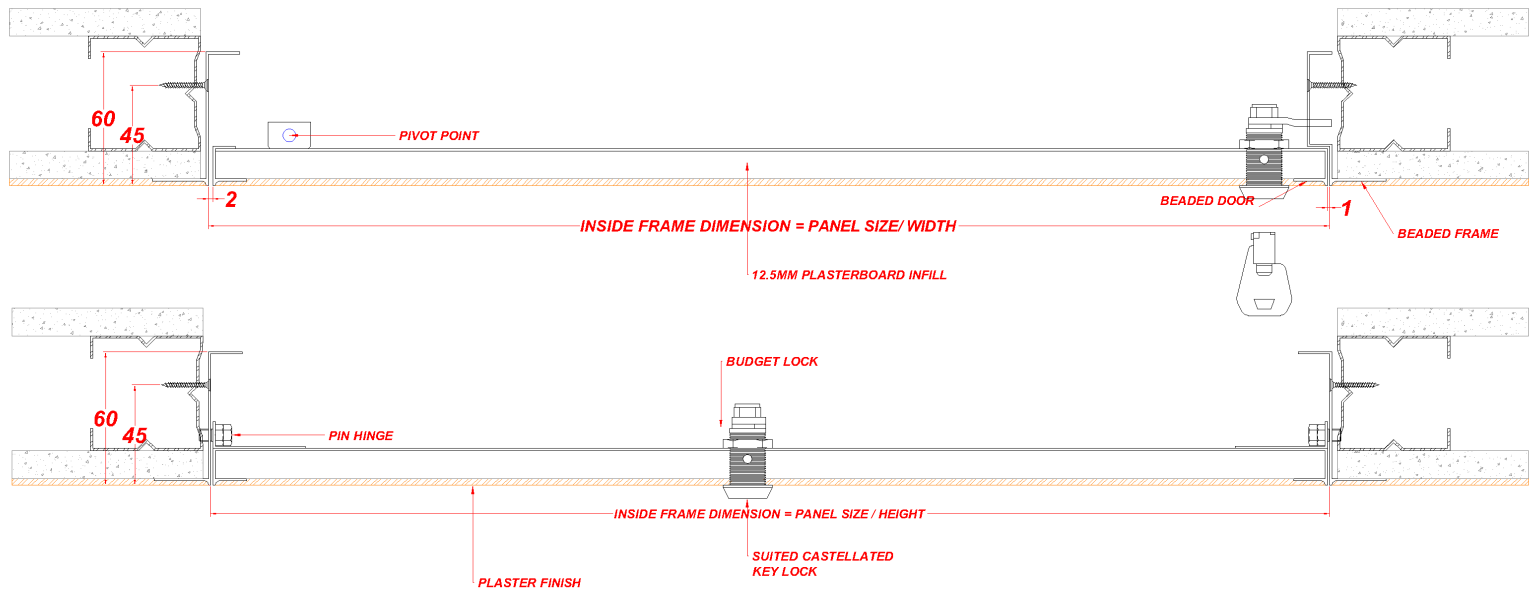 60
45
PIVOT POINT
2
BEADED DOOR
1
INSIDE FRAME DIMENSION = PANEL SIZE/ WIDTH
BEADED FRAME
12.5MM PLASTERBOARD INFILL
BUDGET LOCK
60
45
PIN HINGE
INSIDE FRAME DIMENSION = PANEL SIZE / HEIGHT
SUITED CASTELLATED
KEY LOCK
PLASTER FINISH